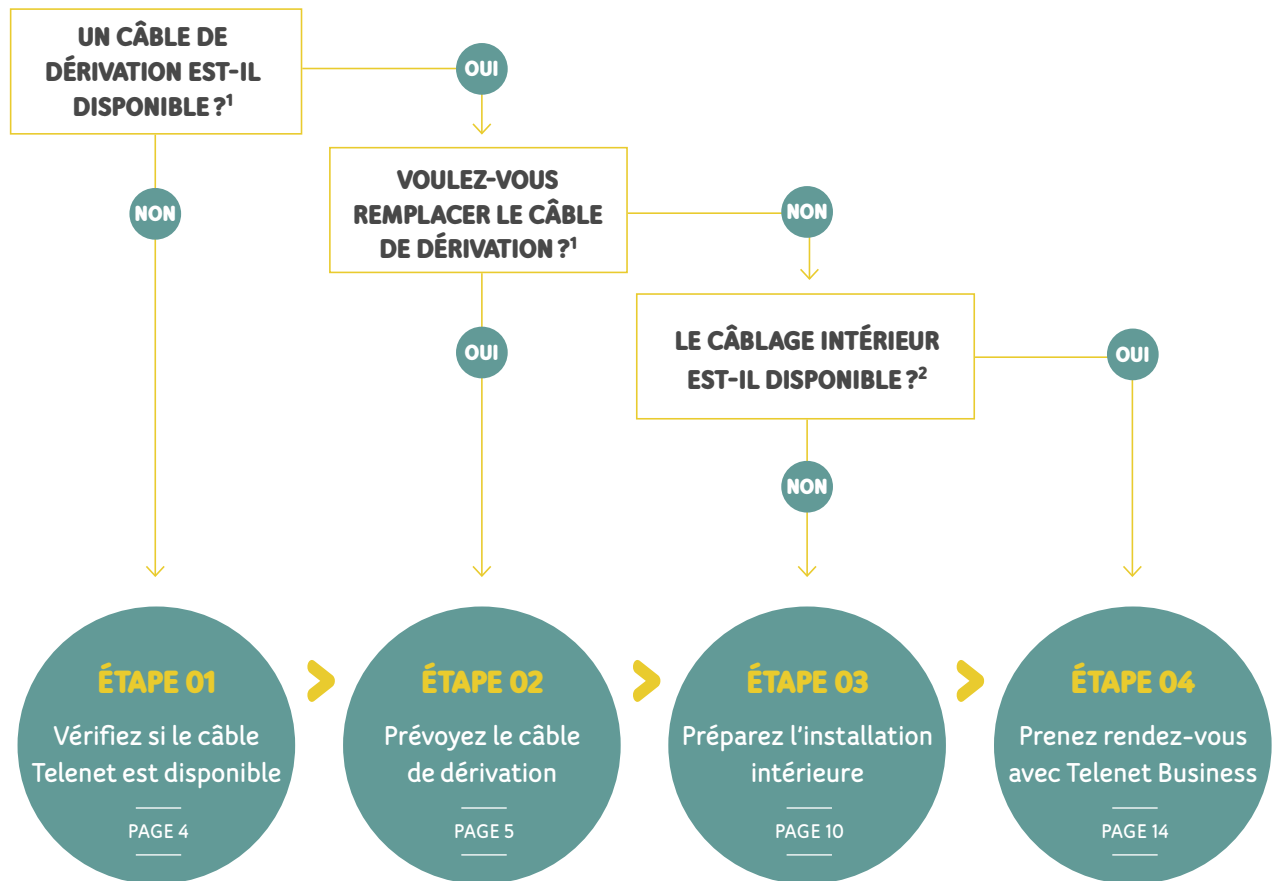 UN CÂBLE DE
DÉRIVATION EST-IL
DISPONIBLE ?¹
OUI
NON
VOULEZ-VOUS
REMPLACER LE CÂBLE
DE DÉRIVATION ?¹
NON
OUI
LE CÂBLAGE INTÉRIEUR
EST-IL DISPONIBLE ?²
OUI
NON
ÉTAPE 01
Vérifiez si le câble
Telenet est disponible
PAGE 4
>
ÉTAPE 02
Prévoyez le câble
de dérivation
PAGE 5
>
ÉTAPE 03
Préparez l'installation
intérieure
PAGE 10
>
ÉTAPE 04
Prenez rendez-vous
avec Telenet Business
PAGE 14